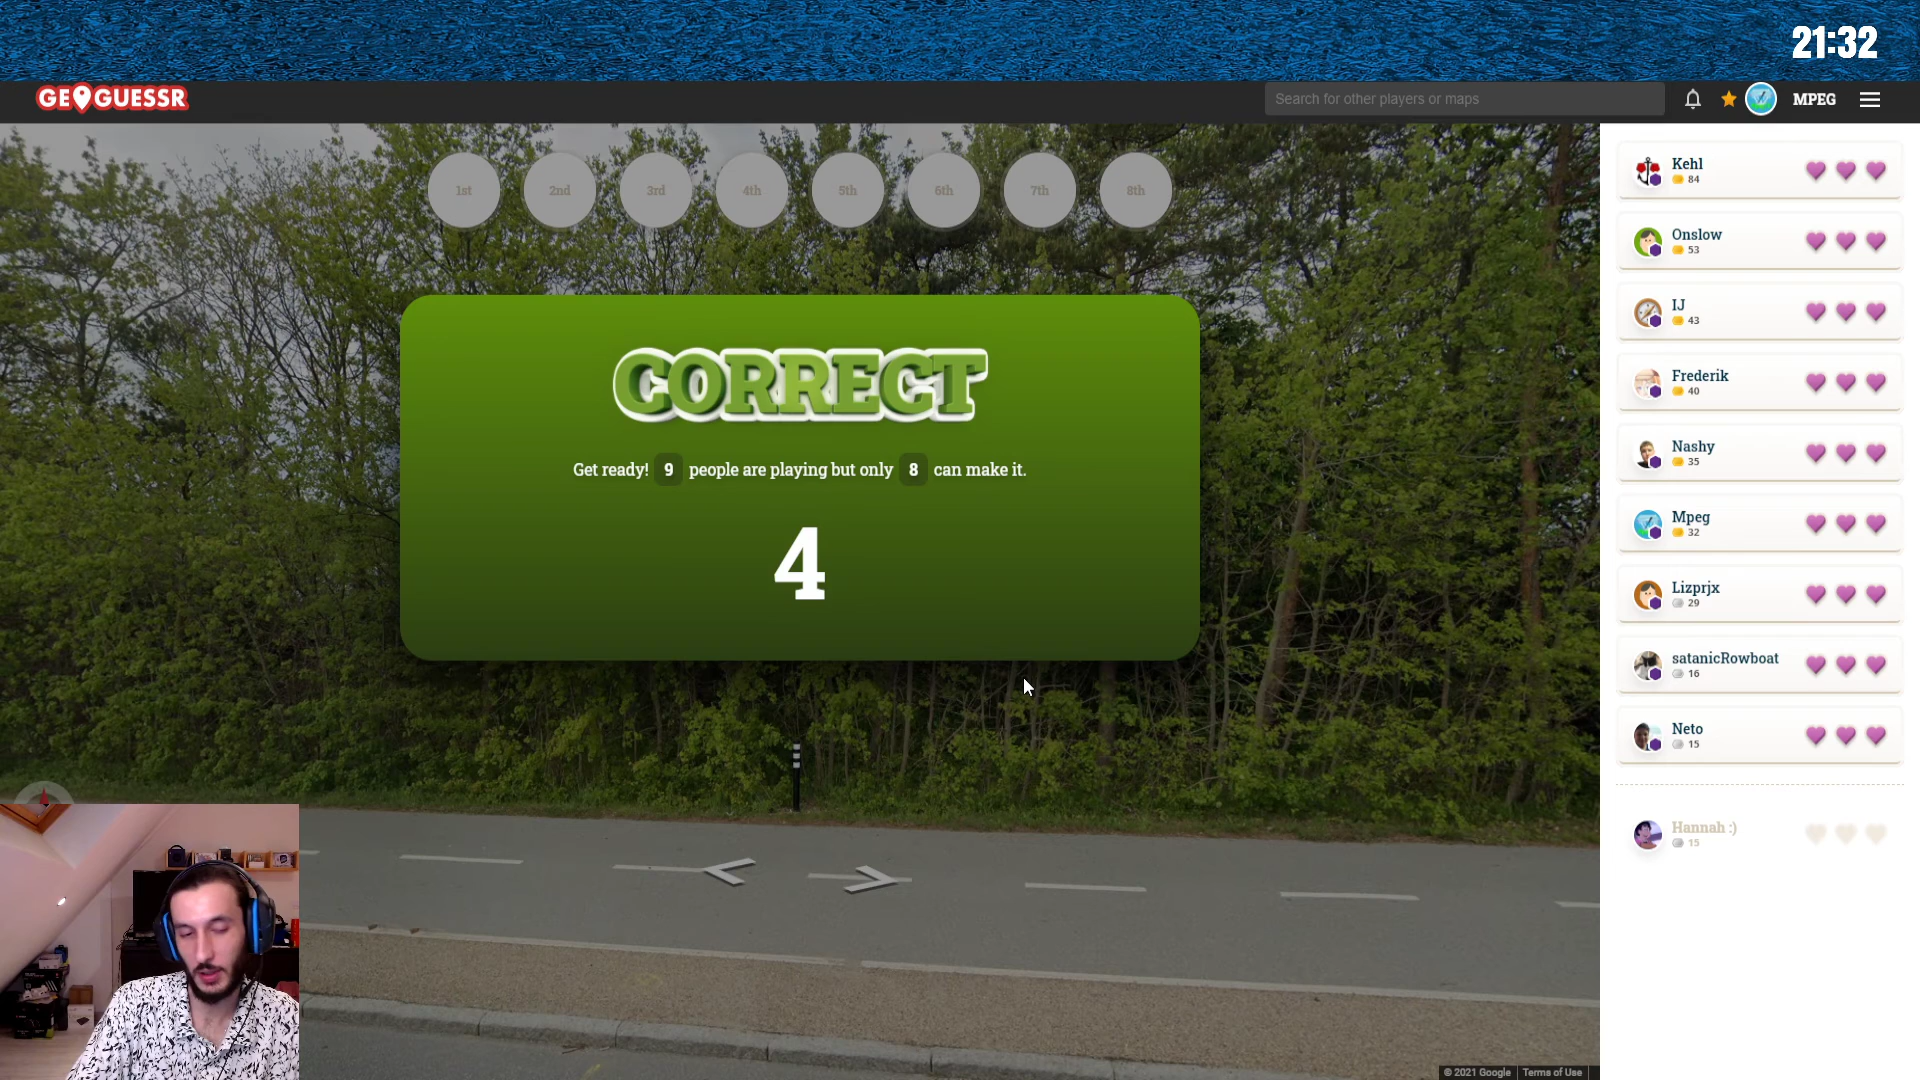 21:32
GEOGUESSR
Search for other players or maps
MPEG
1st
2nd
3rd
4th
5th
6th
7th
8th
CORRECT
Get ready! 9 people are playing but only 8 can make it.
4
Kehl
84
Onslow
53
IJ
43
Frederik
40
Nashy
35
Mpeg
32
Lizprjx
29
satanicRowboat
16
Neto
15
Hannah :)
15
© 2021 Google
Terms of Use